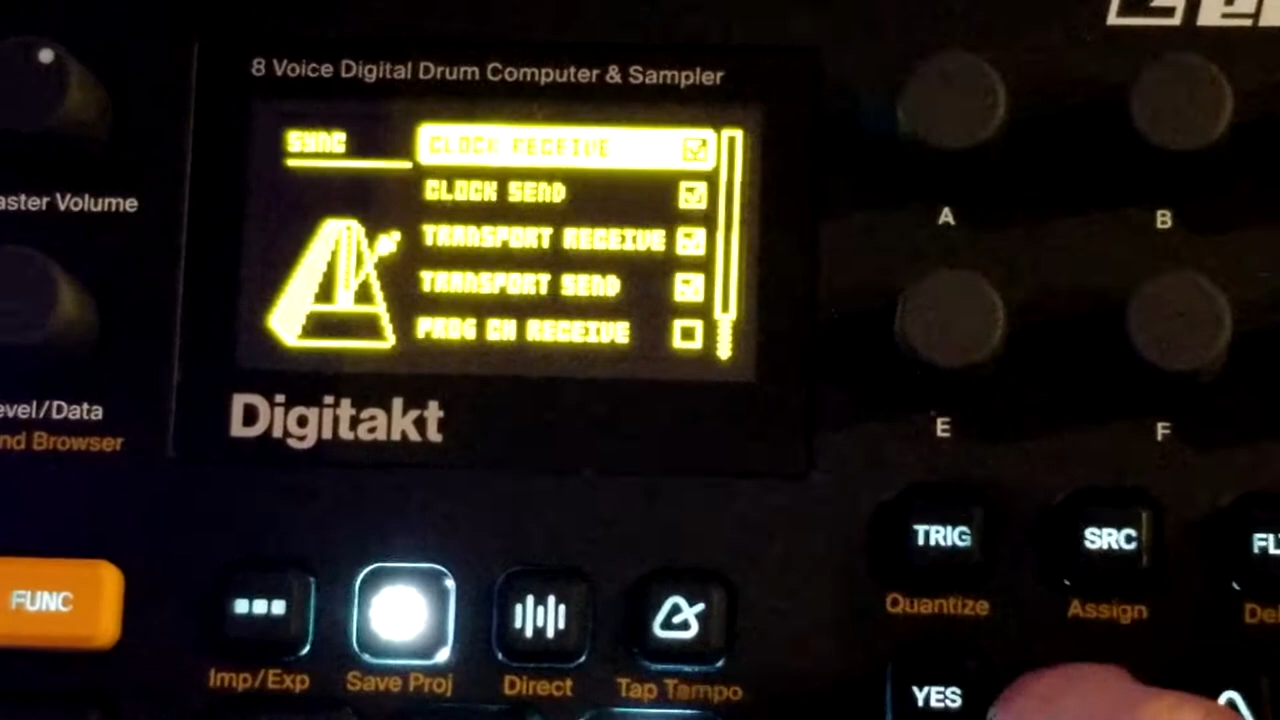 8 Voice Digital Drum Computer & Sampler
SYNC
CLOCK RECEIVE
CLOCK SEND
TRANSPORT RECEIVE
TRANSPORT SEND
PROG CH RECEIVE
aster Volume
A
B
Digitakt
evel/Data
nd Browser
E
F
TRIG
SRC
FL
Quantize
Assign
Del
FUNC
Imp/Exp
Save Proj
Direct
Tap Tempo
YES